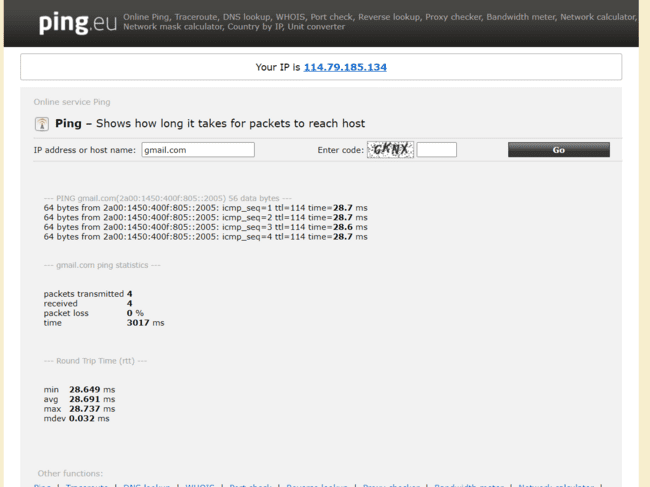 ping.eu
Online Ping, Traceroute, DNS lookup, WHOIS, Port check, Reverse lookup, Proxy checker, Bandwidth meter, Network calculator,
Network mask calculator, Country by IP, Unit converter
Your IP is 114.79.185.134
Online service Ping
Ping – Shows how long it takes for packets to reach host
IP address or host name: gmail.com Enter code: GKNX Go
--- PING gmail.com(2a00:1450:400f:805::2005) 56 data bytes ---
64 bytes from 2a00:1450:400f:805::2005: icmp_seq=1 ttl=114 time=28.7 ms
64 bytes from 2a00:1450:400f:805::2005: icmp_seq=2 ttl=114 time=28.7 ms
64 bytes from 2a00:1450:400f:805::2005: icmp_seq=3 ttl=114 time=28.6 ms
64 bytes from 2a00:1450:400f:805::2005: icmp_seq=4 ttl=114 time=28.7 ms
--- gmail.com ping statistics ---
packets transmitted 4
received 4
packet loss 0 %
time 3017 ms
--- Round Trip Time (rtt) ---
min 28.649 ms
avg 28.691 ms
max 28.737 ms
mdev 0.032 ms
Other functions:
Ping | Traceroute | DNS lookup | WHOIS | Port check | Reverse lookup | Proxy checker | Bandwidth meter | Network calculator |